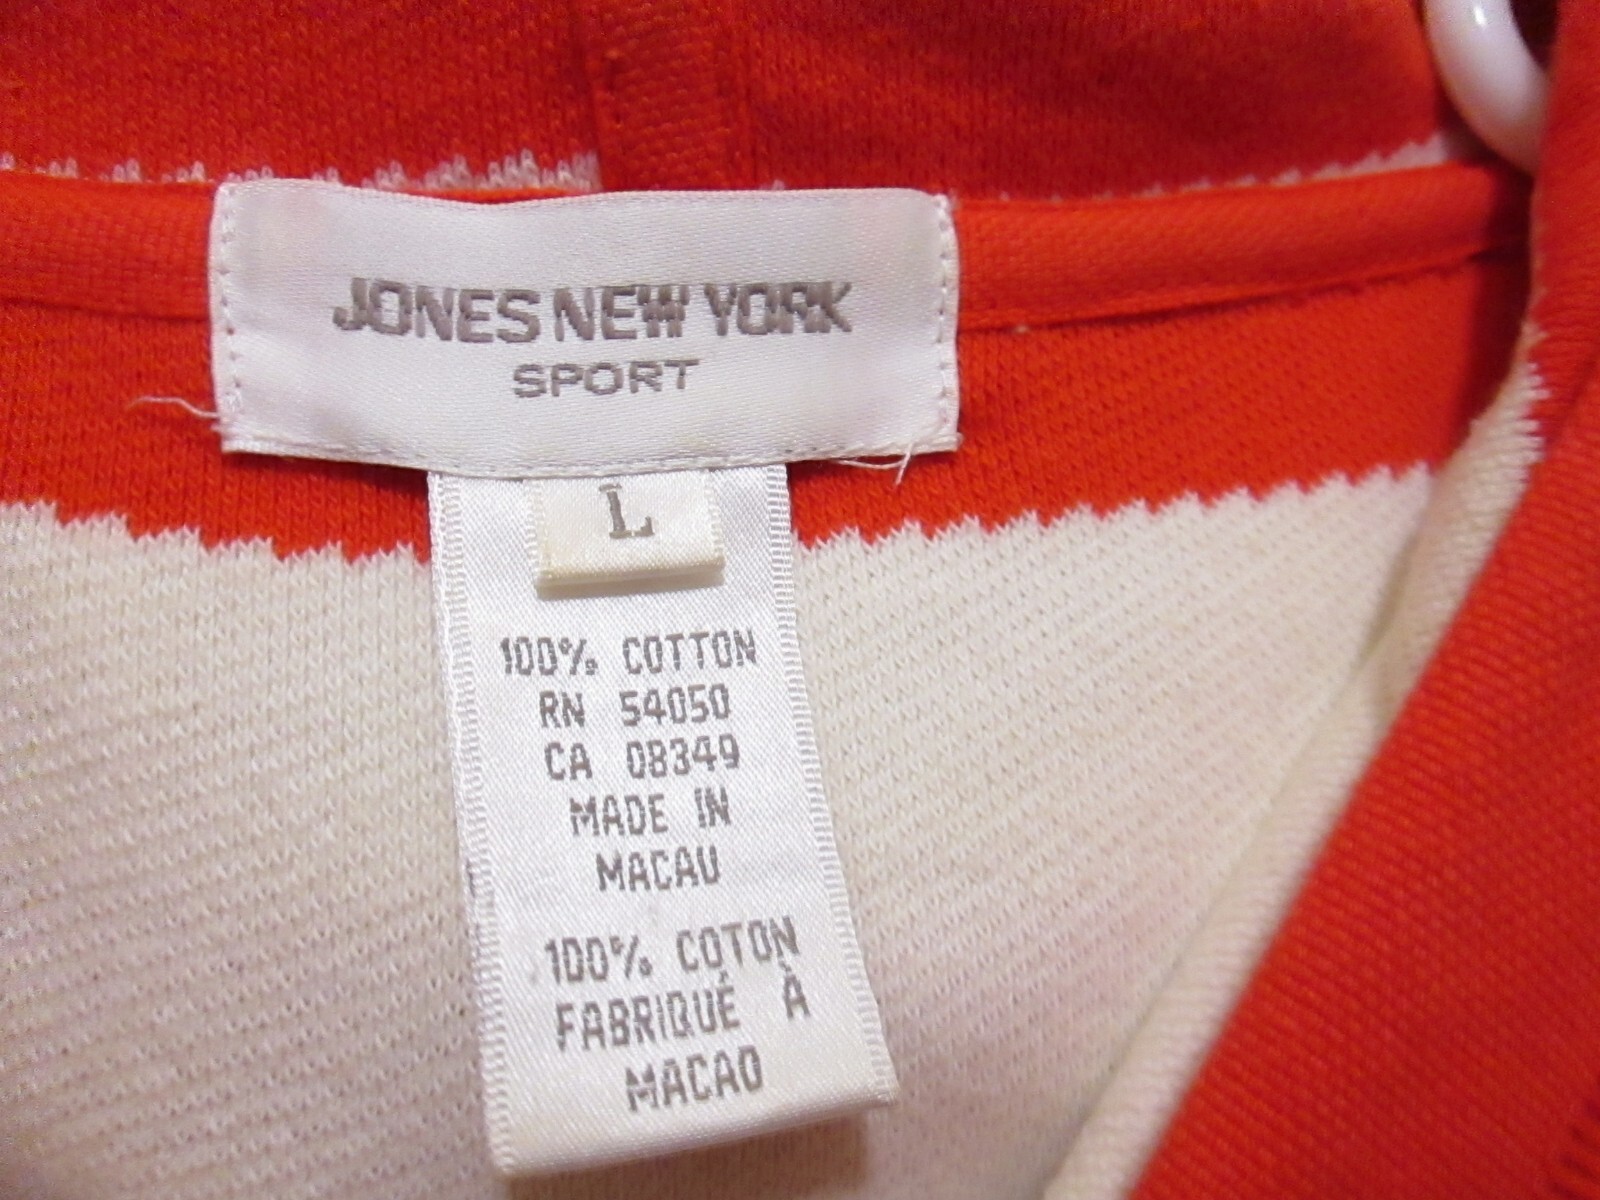 JONES NEW YORK
SPORT
L
100% COTTON
RN 54050
CA 08349
MADE IN
MACAU
100% COTON
FABRIQUÉ À
MACAO